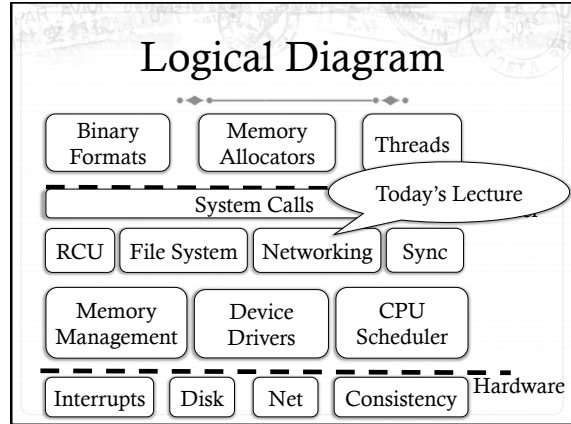 Logical Diagram
Binary
Formats
Memory
Allocators
Threads
Today's Lecture
System Calls
RCU
File System
Networking
Sync
Memory
Management
Device
Drivers
CPU
Scheduler
Hardware
Interrupts
Disk
Net
Consistency